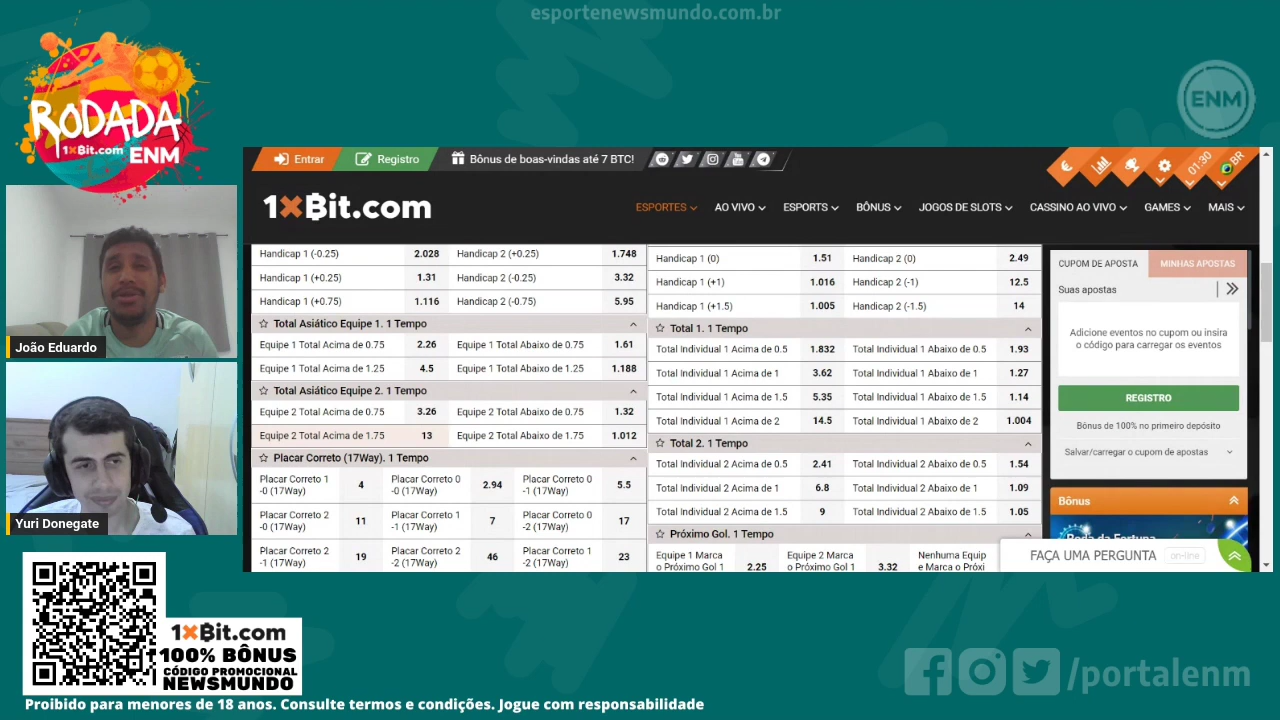 esportenewsmundo.com.br
RODADA
1xBit.com
ENM
ENM
Entrar
Registro
Bônus de boas-vindas até 7 BTC!
01:30
BR
1xBit.com
ESPORTES
AO VIVO
ESPORTS
BÔNUS
JOGOS DE SLOTS
CASSINO AO VIVO
GAMES
MAIS
Handicap 1 (-0.25) 2.028 Handicap 2 (+0.25) 1.748
Handicap 1 (+0.25) 1.31 Handicap 2 (-0.25) 3.32
Handicap 1 (+0.75) 1.116 Handicap 2 (-0.75) 5.95
Total Asiático Equipe 1. 1 Tempo
Equipe 1 Total Acima de 0.75 2.26 Equipe 1 Total Abaixo de 0.75 1.61
Equipe 1 Total Acima de 1.25 4.5 Equipe 1 Total Abaixo de 1.25 1.188
Total Asiático Equipe 2. 1 Tempo
Equipe 2 Total Acima de 0.75 3.26 Equipe 2 Total Abaixo de 0.75 1.32
Equipe 2 Total Acima de 1.75 13 Equipe 2 Total Abaixo de 1.75 1.012
Placar Correto (17Way). 1 Tempo
Placar Correto 1 4 Placar Correto 0 2.94 Placar Correto 0 5.5
-0 (17Way) -0 (17Way) -1 (17Way)
Placar Correto 2 11 Placar Correto 1 7 Placar Correto 0 17
-0 (17Way) -1 (17Way) -2 (17Way)
Placar Correto 2 19 Placar Correto 2 46 Placar Correto 1 23
-1 (17Way) -2 (17Way) -2 (17Way)
Handicap 1 (0) 1.51 Handicap 2 (0) 2.49
Handicap 1 (+1) 1.016 Handicap 2 (-1) 12.5
Handicap 1 (+1.5) 1.005 Handicap 2 (-1.5) 14
Total 1. 1 Tempo
Total Individual 1 Acima de 0.5 1.832 Total Individual 1 Abaixo de 0.5 1.93
Total Individual 1 Acima de 1 3.62 Total Individual 1 Abaixo de 1 1.27
Total Individual 1 Acima de 1.5 5.35 Total Individual 1 Abaixo de 1.5 1.14
Total Individual 1 Acima de 2 14.5 Total Individual 1 Abaixo de 2 1.004
Total 2. 1 Tempo
Total Individual 2 Acima de 0.5 2.41 Total Individual 2 Abaixo de 0.5 1.54
Total Individual 2 Acima de 1 6.8 Total Individual 2 Abaixo de 1 1.09
Total Individual 2 Acima de 1.5 9 Total Individual 2 Abaixo de 1.5 1.05
Próximo Gol. 1 Tempo
Equipe 1 Marca 2.25 Equipe 2 Marca 3.32 Nenhuma Equip
o Próximo Gol 1 o Próximo Gol 1 e Marca o Próxi
CUPOM DE APOSTA
MINHAS APOSTAS
Suas apostas
Adicione eventos no cupom ou insira
o código para carregar os eventos
REGISTRO
Bônus de 100% no primeiro depósito
Salvar/carregar o cupom de apostas
Bônus
Roda da Fortuna
FAÇA UMA PERGUNTA
on-line
João Eduardo
Yuri Donegate
1xBit.com
100% BÔNUS
CÓDIGO PROMOCIONAL
NEWSMUNDO
/portalenm
Proibido para menores de 18 anos. Consulte termos e condições. Jogue com responsabilidade